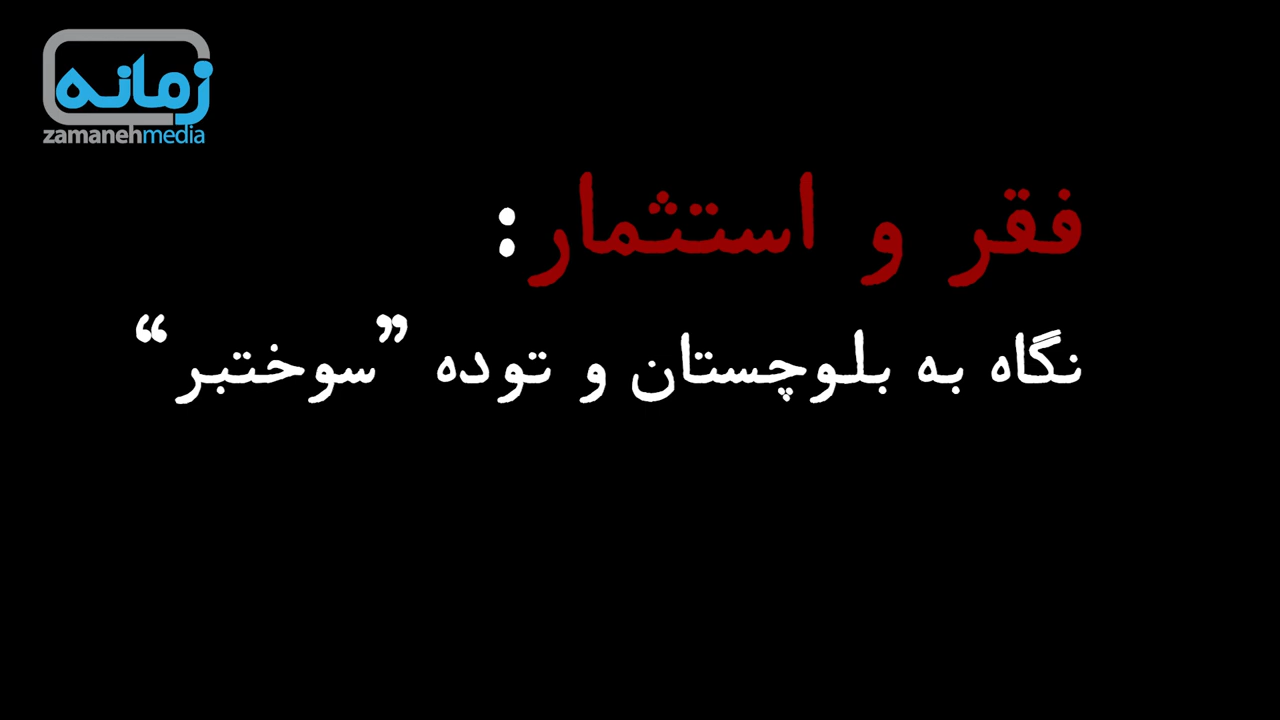 زمانه
zamanehmedia
فقر و استثمار:
نگاه به بلوچستان و توده ”سوختبر“